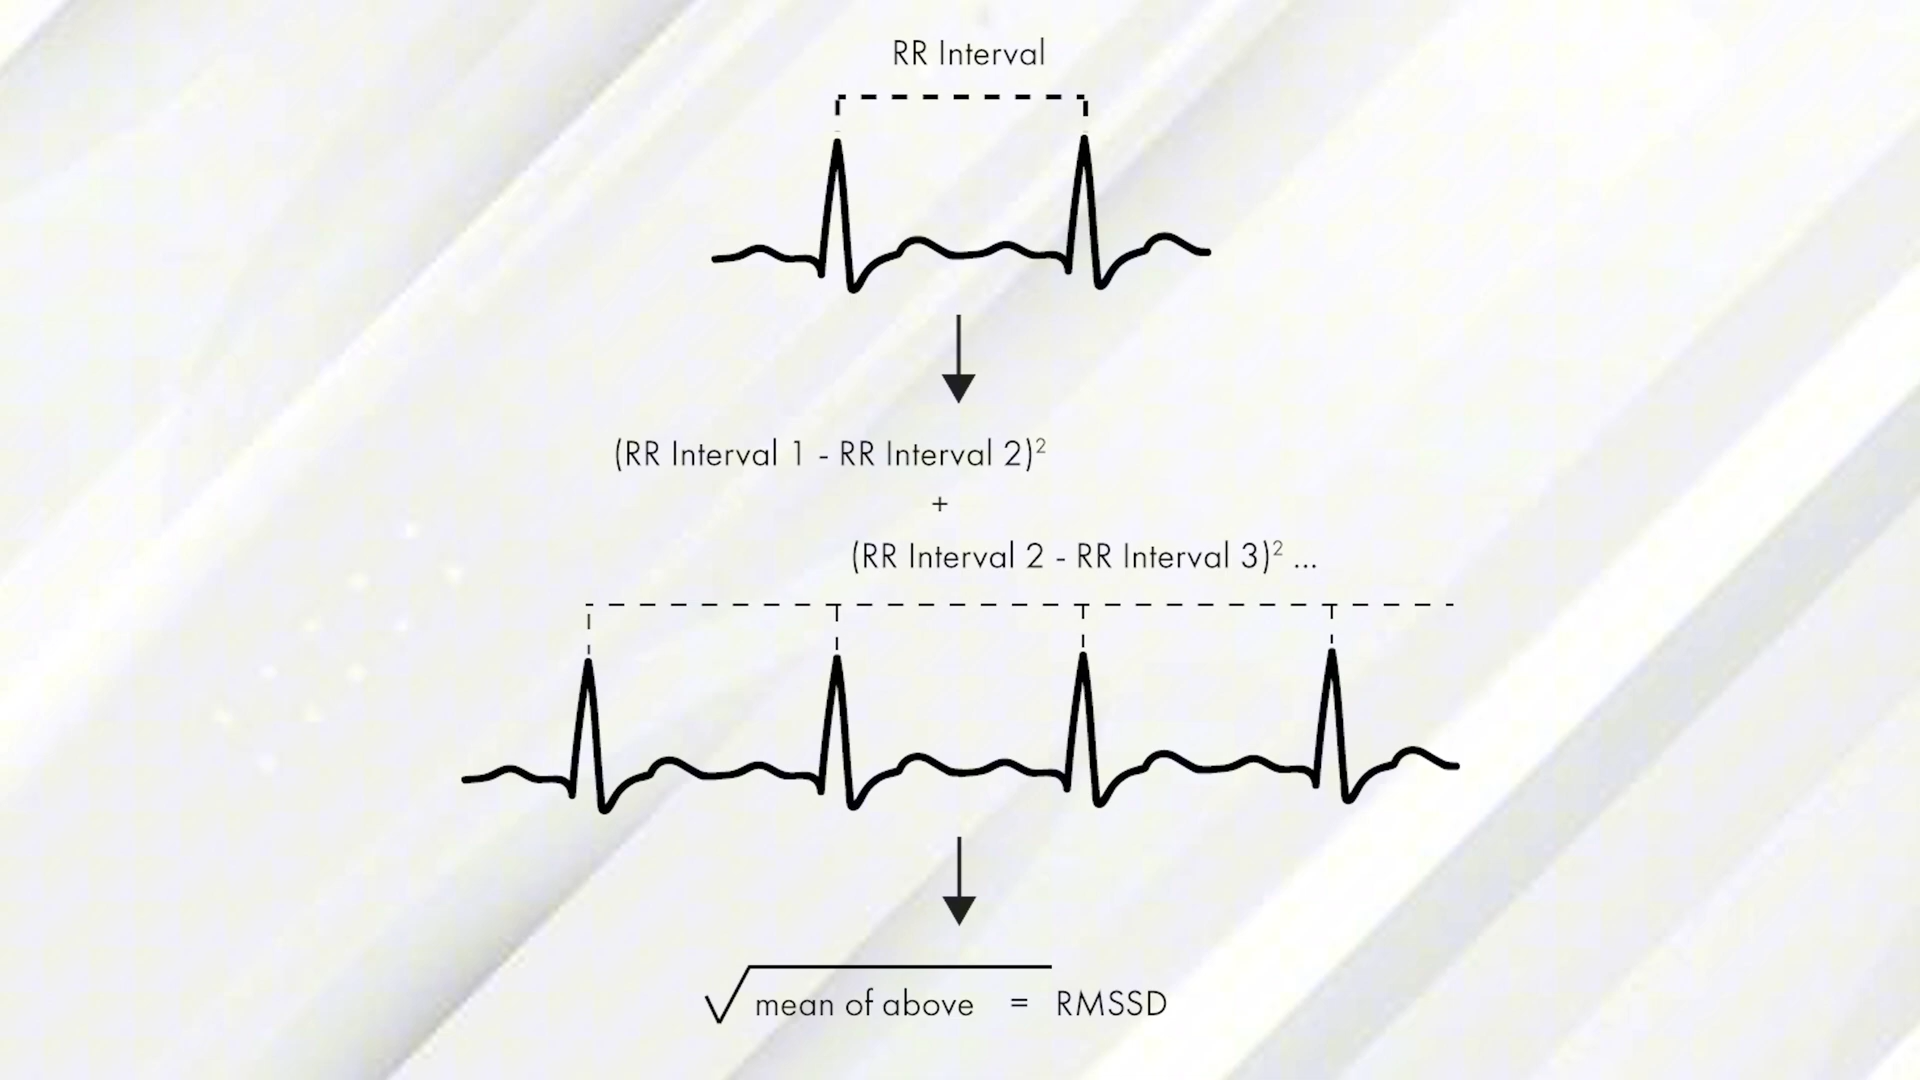 RR Interval
(RR Interval 1 - RR Interval 2)²
+
(RR Interval 2 - RR Interval 3)² ...
√mean of above = RMSSD